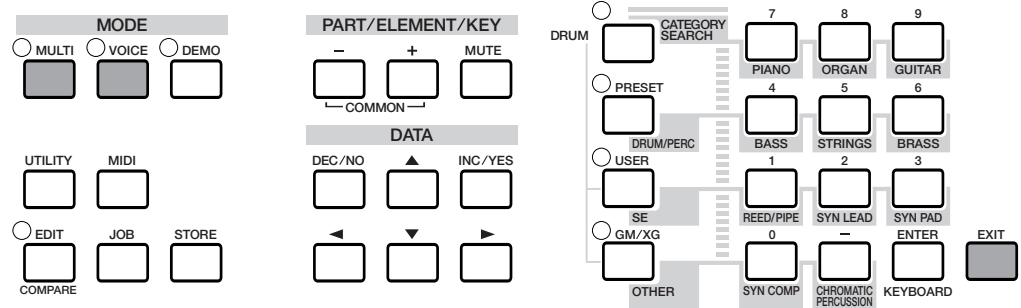 MODE
MULTI VOICE DEMO
UTILITY MIDI
EDIT JOB STORE
COMPARE
PART/ELEMENT/KEY
− + MUTE
COMMON
DATA
DEC/NO ▲ INC/YES
◄ ▼ ►
DRUM
CATEGORY
SEARCH
7 8 9
PIANO ORGAN GUITAR
PRESET 4 5 6
DRUM/PERC BASS STRINGS BRASS
USER 1 2 3
SE REED/PIPE SYN LEAD SYN PAD
GM/XG 0 − ENTER EXIT
OTHER SYN COMP CHROMATIC
PERCUSSION KEYBOARD